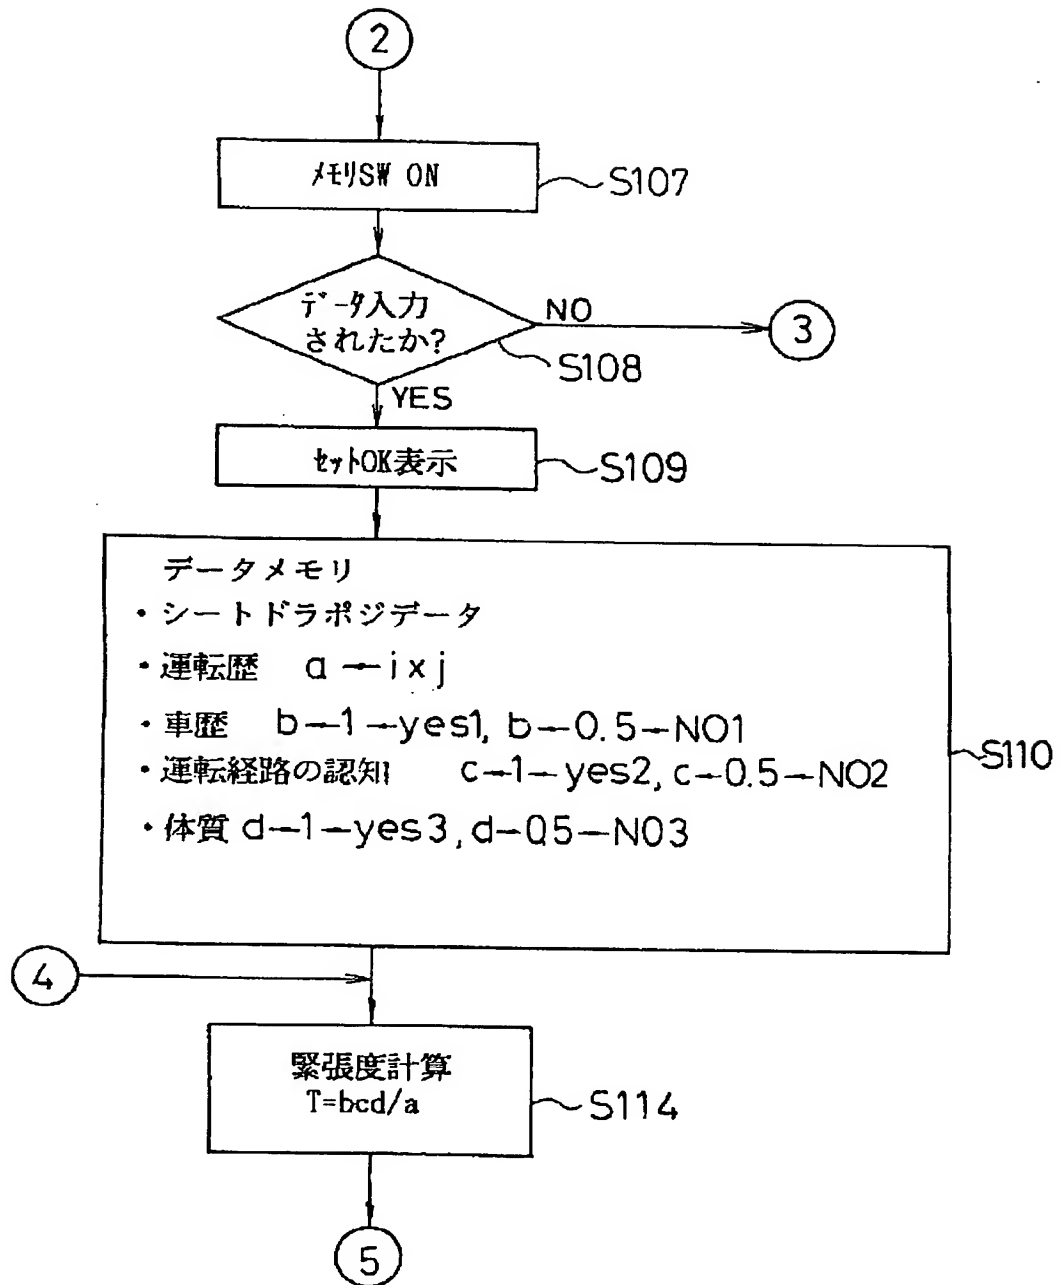 2
メモリSW ON
S107
データ入力
されたか?
NO
3
S108
YES
セットOK表示
S109
データメモリ
・シートドラポジデータ
・運転歴 a←i×j
・車歴 b←1←yes1, b←0.5←NO1
・運転経路の認知 c←1←yes2, c←0.5←NO2
・体質 d←1←yes3, d←0.5←NO3
S110
4
緊張度計算
T=bcd/a
S114
5